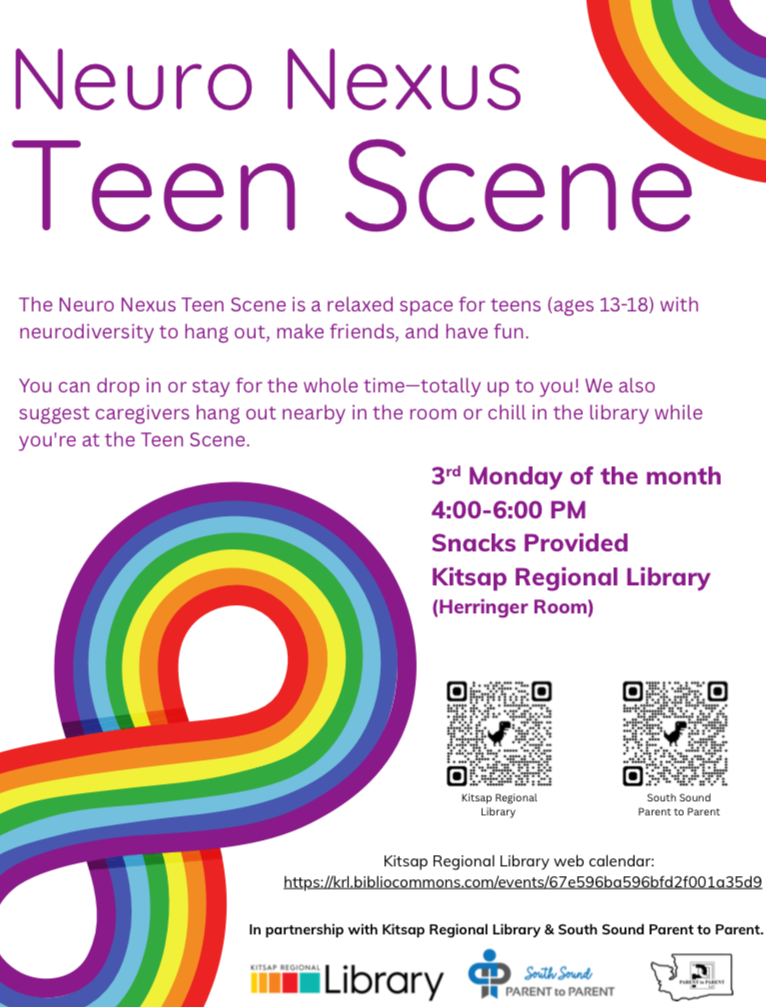 Neuro Nexus
Teen Scene
The Neuro Nexus Teen Scene is a relaxed space for teens (ages 13-18) with
neurodiversity to hang out, make friends, and have fun.
You can drop in or stay for the whole time—totally up to you! We also
suggest caregivers hang out nearby in the room or chill in the library while
you're at the Teen Scene.
3rd Monday of the month
4:00-6:00 PM
Snacks Provided
Kitsap Regional Library
(Herringer Room)
Kitsap Regional
Library
South Sound
Parent to Parent
Kitsap Regional Library web calendar:
https://krl.bibliocommons.com/events/67e596ba596bfd2f001a35d9
In partnership with Kitsap Regional Library & South Sound Parent to Parent.
KITSAP REGIONAL
Library
South Sound
PARENT to PARENT
PARENT to PARENT